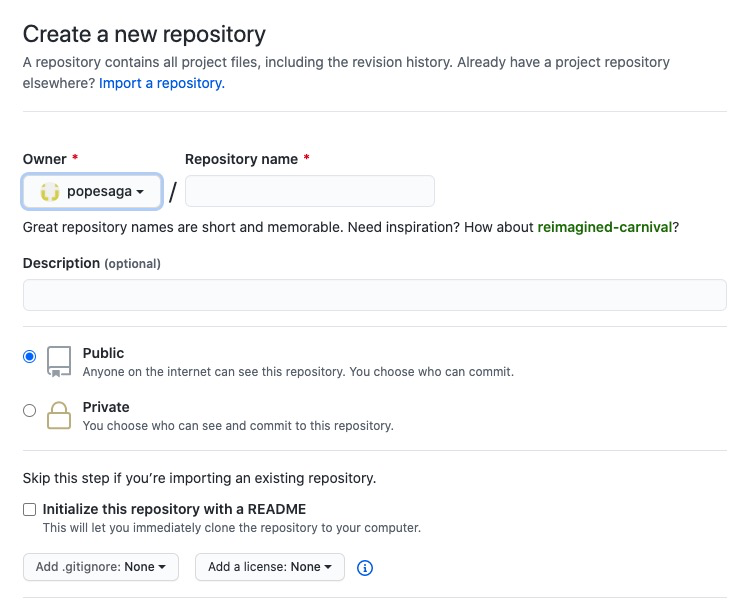 Create a new repository
A repository contains all project files, including the revision history. Already have a project repository
elsewhere? Import a repository.
Owner *
Repository name *
popesaga
/
Great repository names are short and memorable. Need inspiration? How about reimagined-carnival?
Description (optional)
Public
Anyone on the internet can see this repository. You choose who can commit.
Private
You choose who can see and commit to this repository.
Skip this step if you’re importing an existing repository.
Initialize this repository with a README
This will let you immediately clone the repository to your computer.
Add .gitignore: None
Add a license: None